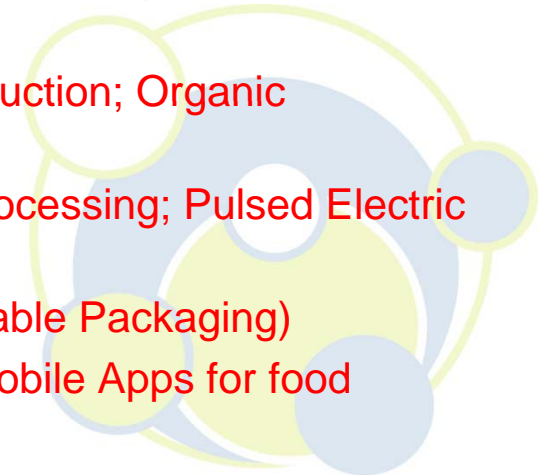 uction; Organic
ocessing; Pulsed Electric
able Packaging)
obile Apps for food